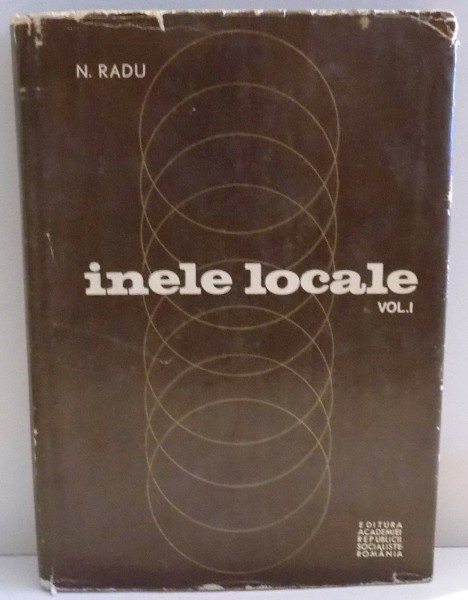 N. RADU
inele locale
VOL.I
EDITURA
ACADEMIEI
REPUBLICII
SOCIALISTE
ROMÂNIA